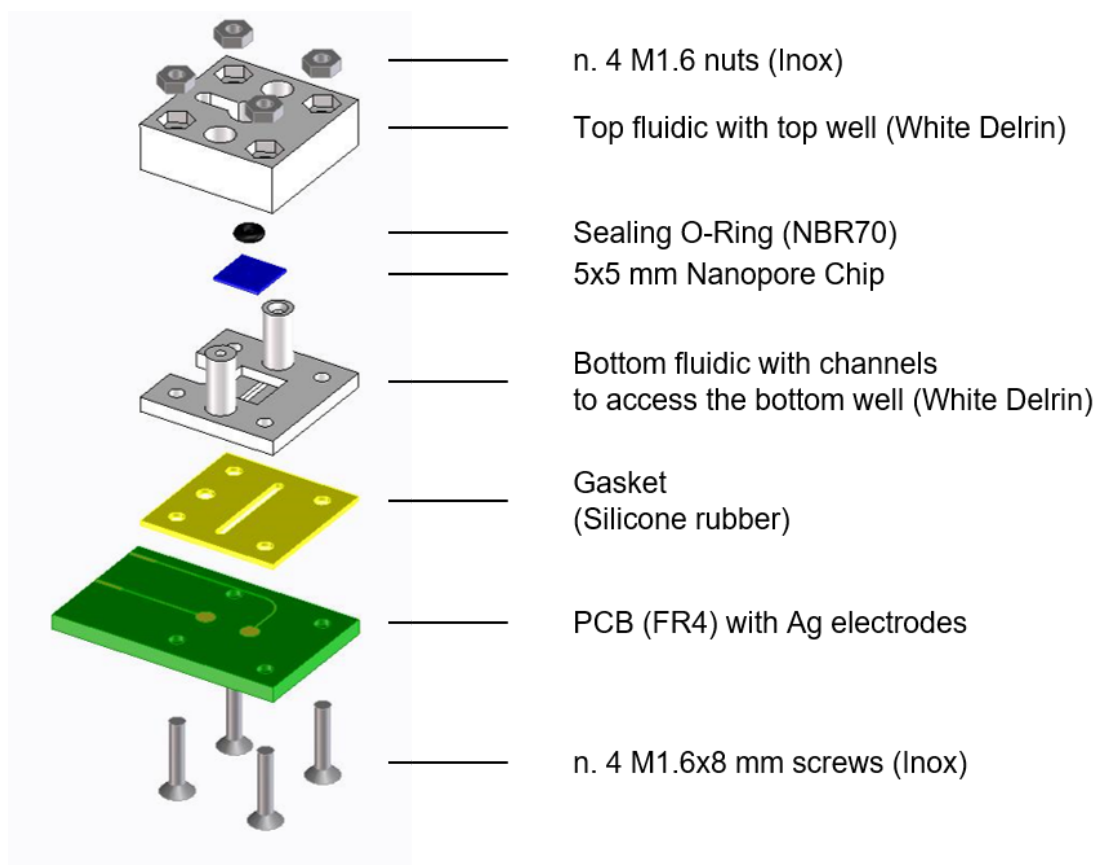 n. 4 M1.6 nuts (Inox)
Top fluidic with top well (White Delrin)
Sealing O-Ring (NBR70)
5x5 mm Nanopore Chip
Bottom fluidic with channels
to access the bottom well (White Delrin)
Gasket
(Silicone rubber)
PCB (FR4) with Ag electrodes
n. 4 M1.6x8 mm screws (Inox)